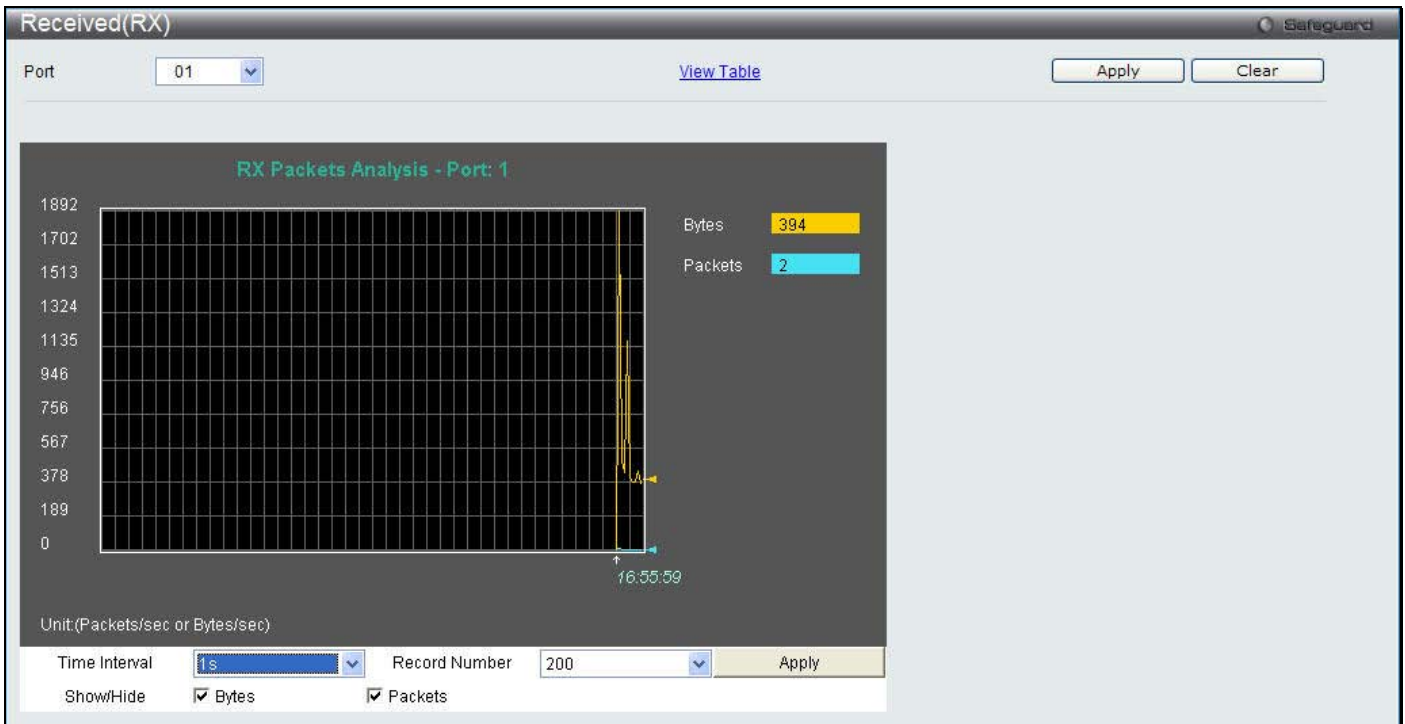 Received(RX)
Safeguard
Port 01 View Table Apply Clear
RX Packets Analysis - Port: 1
1892
1702
1513
1324
1135
946
756
567
378
189
0
Bytes 394
Packets 2
16:55:59
Unit:(Packets/sec or Bytes/sec)
Time Interval 1s Record Number 200 Apply
Show/Hide Bytes Packets